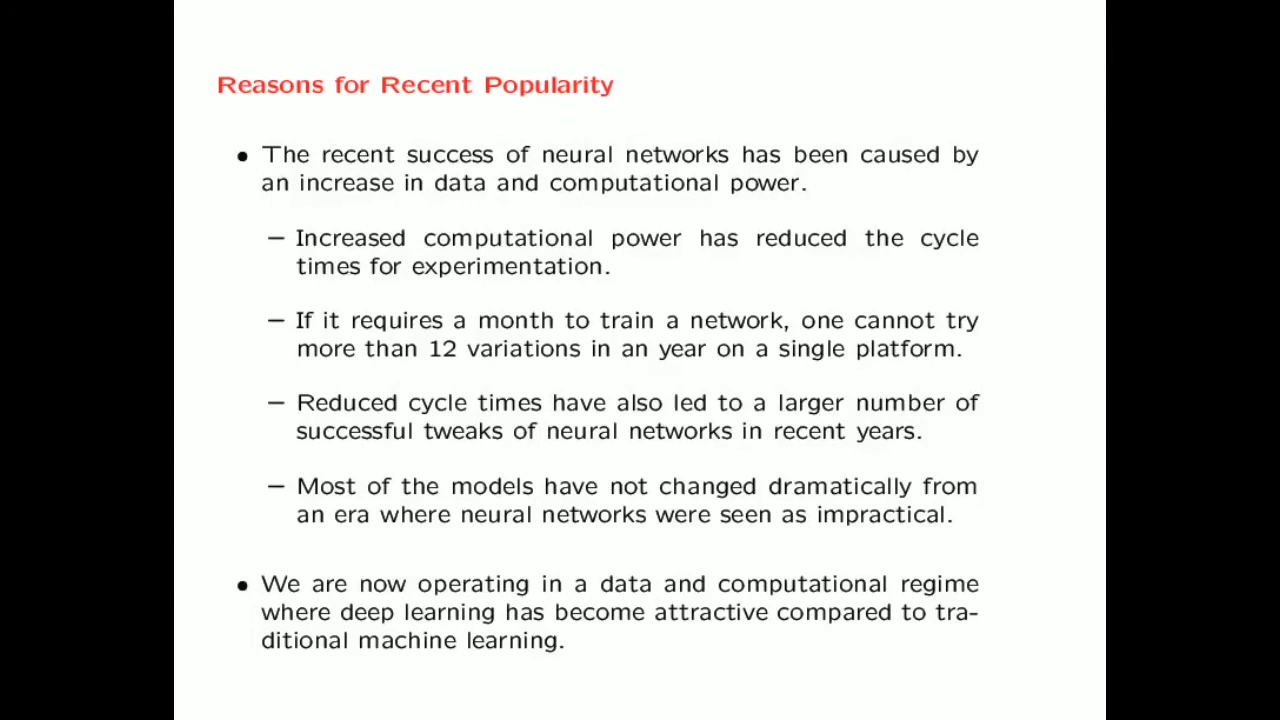 Reasons for Recent Popularity
• The recent success of neural networks has been caused by
an increase in data and computational power.
– Increased computational power has reduced the cycle
times for experimentation.
– If it requires a month to train a network, one cannot try
more than 12 variations in an year on a single platform.
– Reduced cycle times have also led to a larger number of
successful tweaks of neural networks in recent years.
– Most of the models have not changed dramatically from
an era where neural networks were seen as impractical.
• We are now operating in a data and computational regime
where deep learning has become attractive compared to tra-
ditional machine learning.